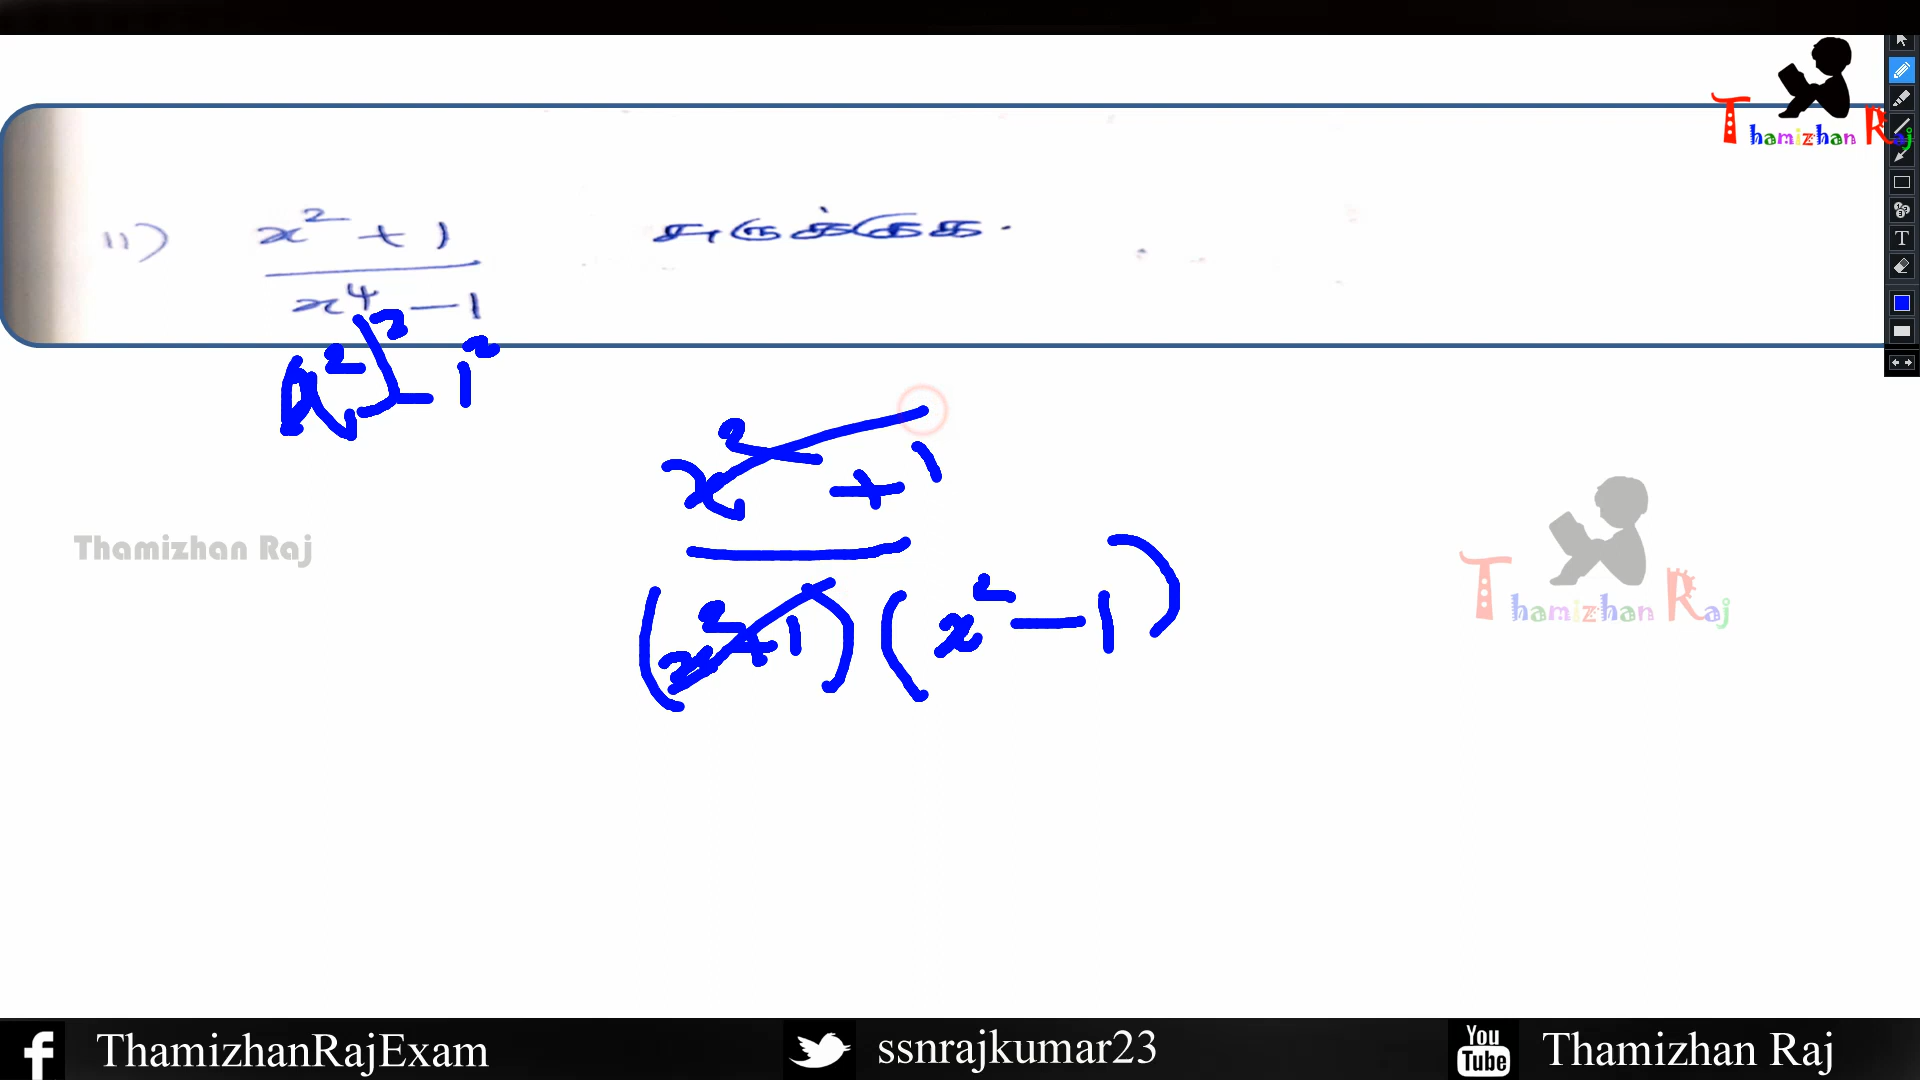 Thamizhan Raj
11) x² + 1 சுருக்குக.
x⁴ - 1
(x²)² - 1²
x² + 1
(x²+1) (x² - 1)
Thamizhan Raj
Thamizhan Raj
ThamizhanRajExam ssnrajkumar23 You Tube Thamizhan Raj